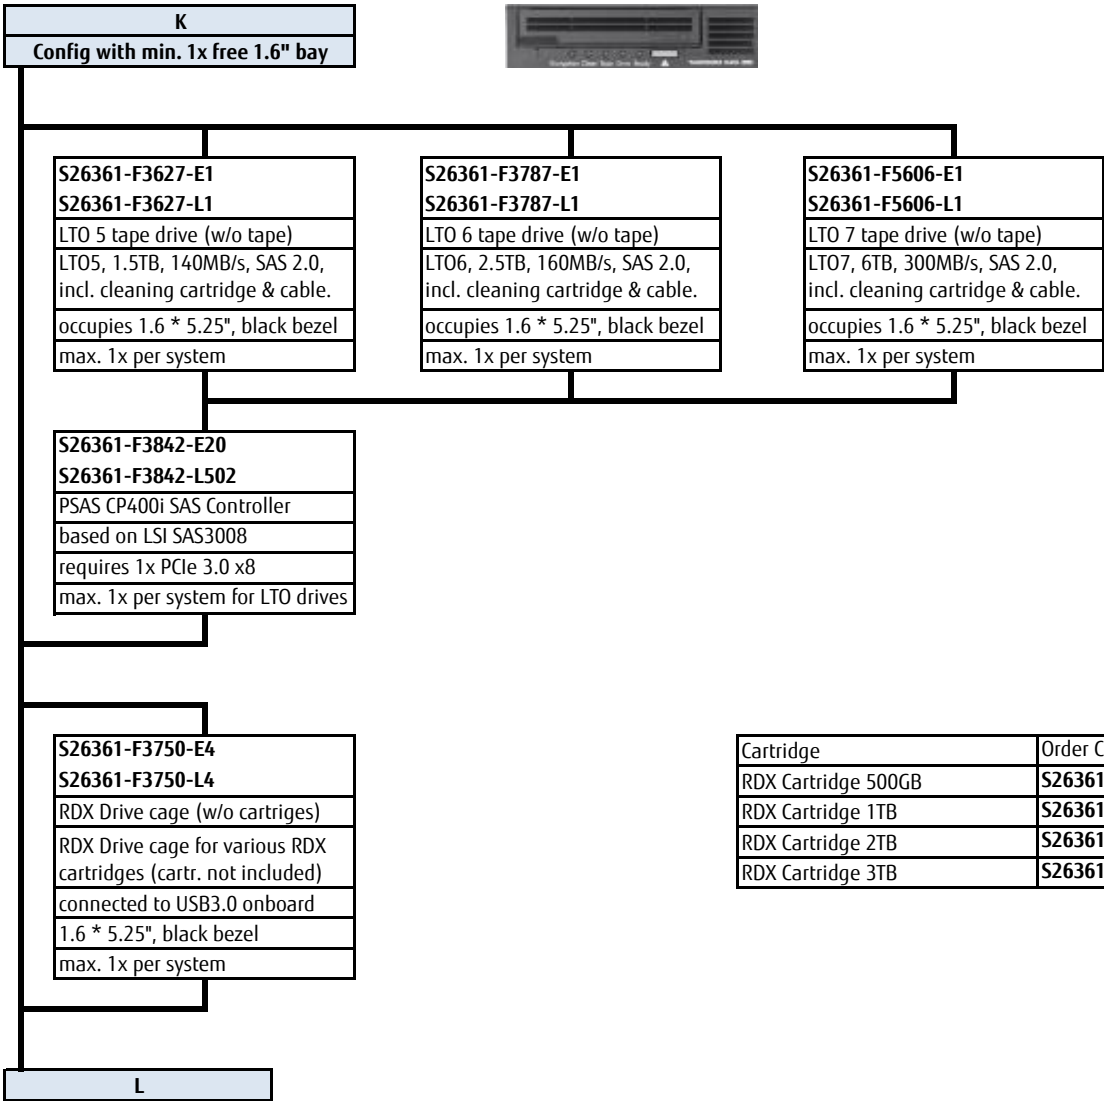 K
Config with min. 1x free 1.6" bay
S26361-F3627-E1
S26361-F3627-L1
LTO 5 tape drive (w/o tape)
LTO5, 1.5TB, 140MB/s, SAS 2.0,
incl. cleaning cartridge & cable.
occupies 1.6 * 5.25", black bezel
max. 1x per system
S26361-F3787-E1
S26361-F3787-L1
LTO 6 tape drive (w/o tape)
LTO6, 2.5TB, 160MB/s, SAS 2.0,
incl. cleaning cartridge & cable.
occupies 1.6 * 5.25", black bezel
max. 1x per system
S26361-F5606-E1
S26361-F5606-L1
LTO 7 tape drive (w/o tape)
LTO7, 6TB, 300MB/s, SAS 2.0,
incl. cleaning cartridge & cable.
occupies 1.6 * 5.25", black bezel
max. 1x per system
S26361-F3842-E20
S26361-F3842-L502
PSAS CP400i SAS Controller
based on LSI SAS3008
requires 1x PCIe 3.0 x8
max. 1x per system for LTO drives
S26361-F3750-E4
S26361-F3750-L4
RDX Drive cage (w/o cartriges)
RDX Drive cage for various RDX
cartridges (cartr. not included)
connected to USB3.0 onboard
1.6 * 5.25", black bezel
max. 1x per system
Cartridge Order C
RDX Cartridge 500GB S26361
RDX Cartridge 1TB S26361
RDX Cartridge 2TB S26361
RDX Cartridge 3TB S26361
L